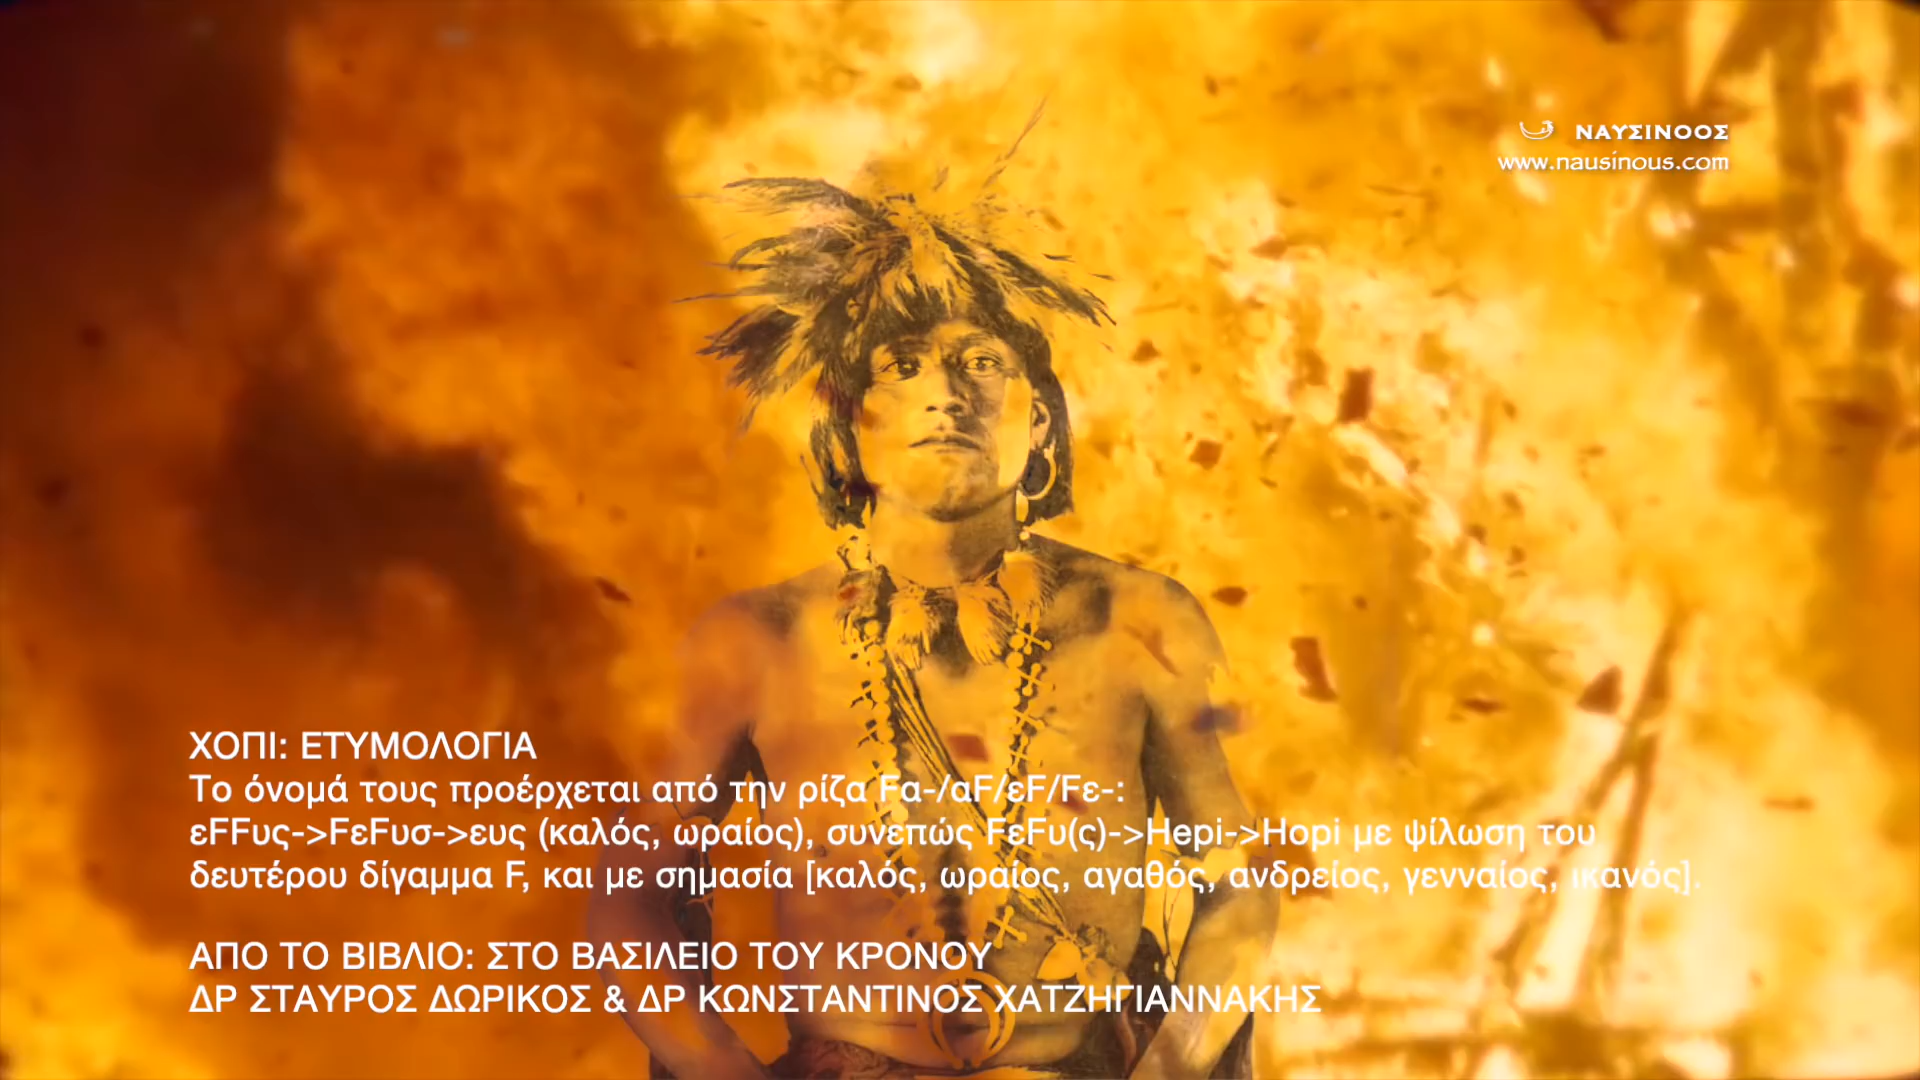 ΝΑΥΣΙΝΟΟΣ
www.nausinous.com
ΧΟΠΙ: ΕΤΥΜΟΛΟΓΙΑ
Το όνομά τους προέρχεται από την ρίζα Fα-/αF/εF/Fε-:
εFFυς->FεFυσ->ευς (καλός, ωραίος), συνεπώς FεFυ(ς)->Hepi->Hopi με ψίλωση του
δευτέρου δίγαμμα F, και με σημασία [καλός, ωραίος, αγαθός, ανδρείος, γενναίος, ικανός].
ΑΠΟ ΤΟ ΒΙΒΛΙΟ: ΣΤΟ ΒΑΣΙΛΕΙΟ ΤΟΥ ΚΡΟΝΟΥ
ΔΡ ΣΤΑΥΡΟΣ ΔΩΡΙΚΟΣ & ΔΡ ΚΩΝΣΤΑΝΤΙΝΟΣ ΧΑΤΖΗΓΙΑΝΝΑΚΗΣ